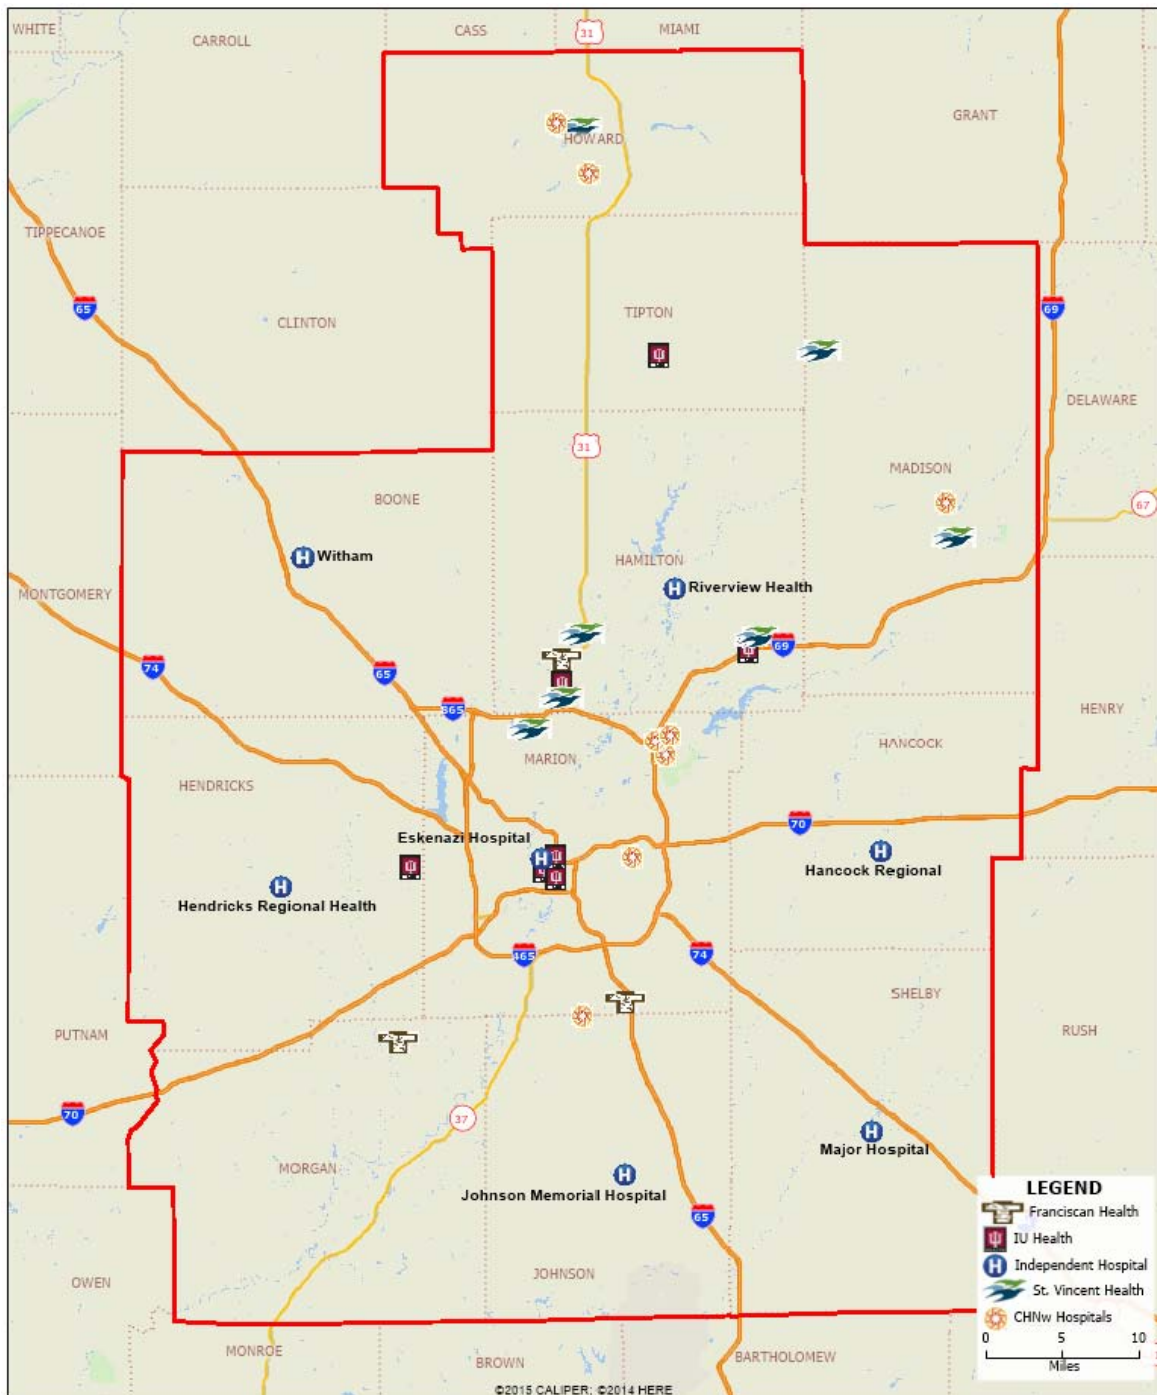 WHITE
CARROLL
CASS
31
MIAMI
GRANT
HOWARD
TIPPECANOE
65
CLINTON
TIPTON
69
DELAWARE
31
MADISON
BOONE
67
Witham
HAMILTON
Riverview Health
MONTGOMERY
74
65
69
865
HENRY
MARION
HANCOCK
HENDRICKS
70
Eskenazi Hospital
Hancock Regional
Hendricks Regional Health
465
74
SHELBY
PUTNAM
RUSH
70
37
Major Hospital
MORGAN
Johnson Memorial Hospital
65
LEGEND
Franciscan Health
IU Health
Independent Hospital
St. Vincent Health
CHNw Hospitals
0 5 10
Miles
OWEN
JOHNSON
MONROE
BROWN
BARTHOLOMEW
©2015 CALIPER; ©2014 HERE